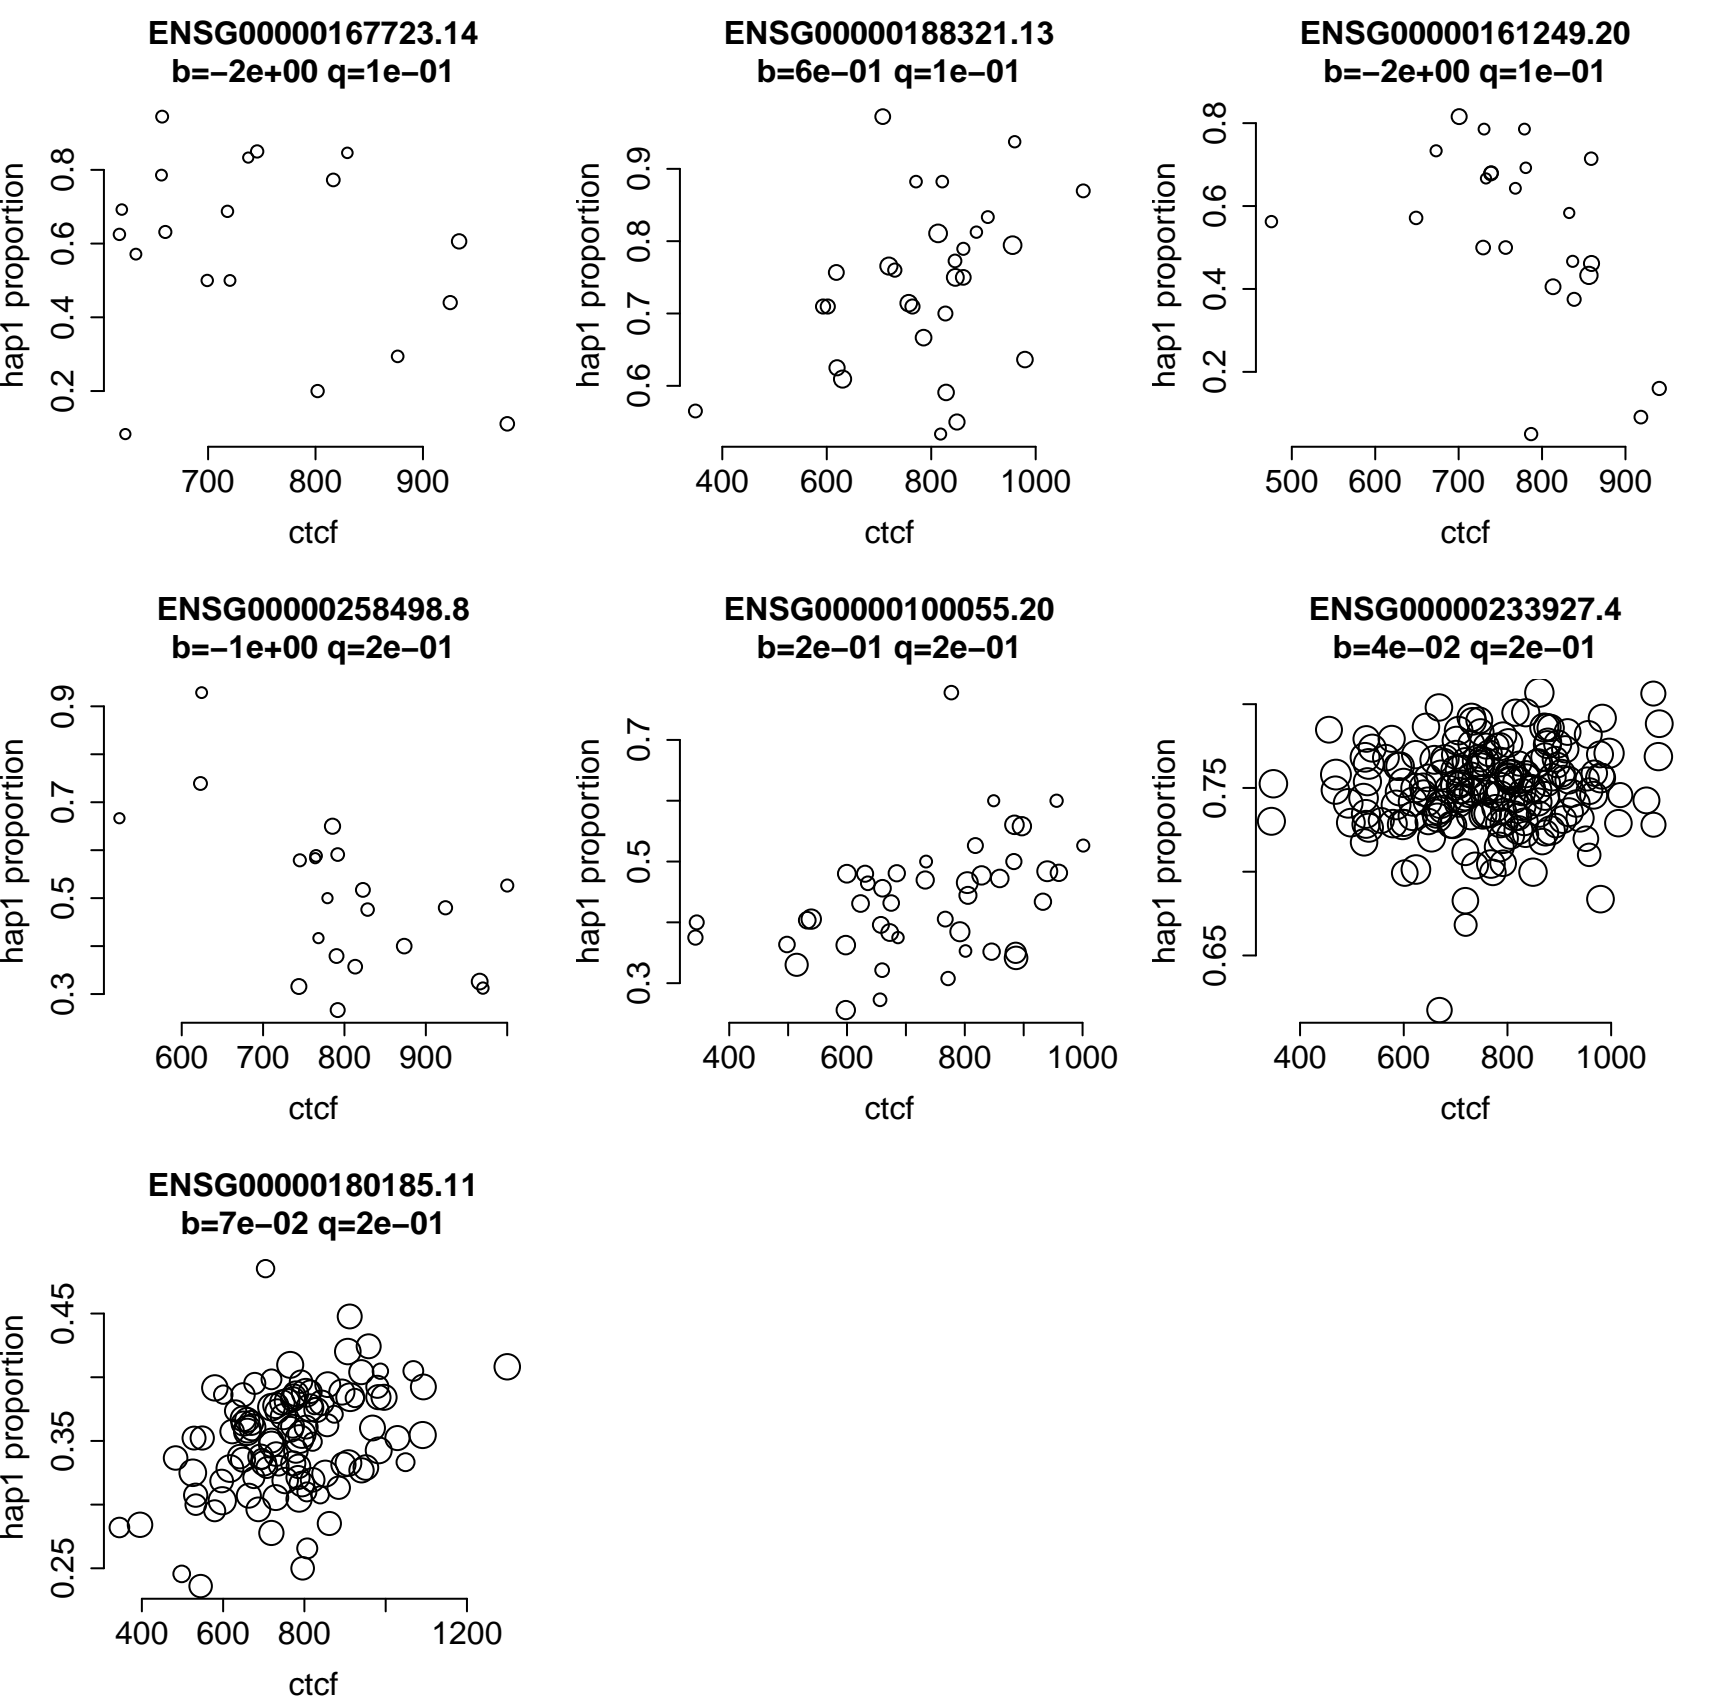 ENSG00000167723.14
b=−2e+00 q=1e−01
hap1 proportion
0.8
0.6
0.4
0.2
700 800 900
ctcf
ENSG00000188321.13
b=6e−01 q=1e−01
hap1 proportion
0.9
0.8
0.7
0.6
400 600 800 1000
ctcf
ENSG00000161249.20
b=−2e+00 q=1e−01
hap1 proportion
0.8
0.6
0.4
0.2
500 600 700 800 900
ctcf
ENSG00000258498.8
b=−1e+00 q=2e−01
hap1 proportion
0.9
0.7
0.5
0.3
600 700 800 900
ctcf
ENSG00000100055.20
b=2e−01 q=2e−01
hap1 proportion
0.7
0.5
0.3
400 600 800 1000
ctcf
ENSG00000233927.4
b=4e−02 q=2e−01
hap1 proportion
0.75
0.65
400 600 800 1000
ctcf
ENSG00000180185.11
b=7e−02 q=2e−01
hap1 proportion
0.45
0.35
0.25
400 600 800 1200
ctcf